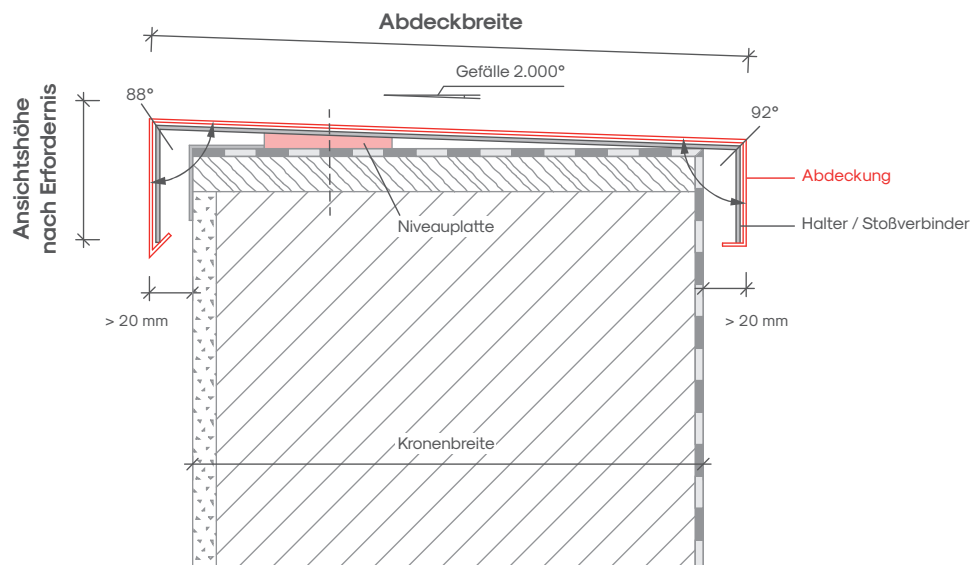 Abdeckbreite
Gefälle 2.000°
88°
92°
Ansichtshöhe
nach Erfordernis
Abdeckung
Niveauplatte
Halter / Stoßverbinder
> 20 mm
> 20 mm
Kronenbreite